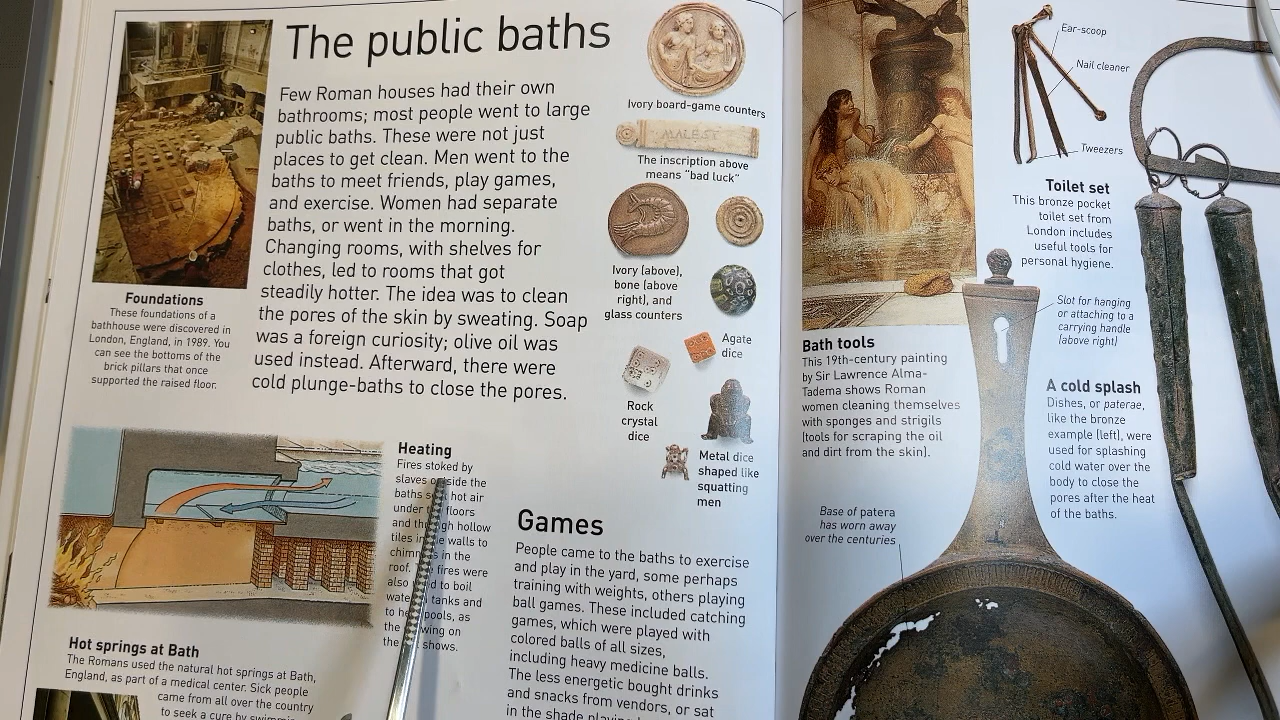 The public baths
Few Roman houses had their own
bathrooms; most people went to large
public baths. These were not just
places to get clean. Men went to the
baths to meet friends, play games,
and exercise. Women had separate
baths, or went in the morning.
Changing rooms, with shelves for
clothes, led to rooms that got
steadily hotter. The idea was to clean
the pores of the skin by sweating. Soap
was a foreign curiosity; olive oil was
used instead. Afterward, there were
cold plunge-baths to close the pores.
Foundations
These foundations of a
bathhouse were discovered in
London, England, in 1989. You
can see the bottoms of the
brick pillars that once
supported the raised floor.
Ivory board-game counters
MALEST
The inscription above
means "bad luck"
Ivory (above),
bone (above
right), and
glass counters
Agate
dice
Rock
crystal
dice
Metal dice
shaped like
squatting
men
Heating
Fires stoked by
slaves side the
baths hot air
under floors
and hollow
tiles in walls to
in the
roof. fires were
also to boil
tanks and
to pools, as
the on
the shows.
Hot springs at Bath
The Romans used the natural hot springs at Bath,
England, as part of a medical center. Sick people
came from all over the country
to seek a cure by
Games
People came to the baths to exercise
and play in the yard, some perhaps
training with weights, others playing
ball games. These included catching
games, which were played with
colored balls of all sizes,
including heavy medicine balls.
The less energetic bought drinks
and snacks from vendors, or sat
in the shade
Ear-scoop
Nail cleaner
Tweezers
Toilet set
This bronze pocket
toilet set from
London includes
useful tools for
personal hygiene.
Slot for hanging
or attaching to a
carrying handle
(above right)
Bath tools
This 19th-century painting
by Sir Lawrence Alma-
Tadema shows Roman
women cleaning themselves
with sponges and strigils
(tools for scraping the oil
and dirt from the skin).
A cold splash
Dishes, or paterae,
like the bronze
example (left), were
used for splashing
cold water over the
body to close the
pores after the heat
of the baths.
Base of patera
has worn away
over the centuries